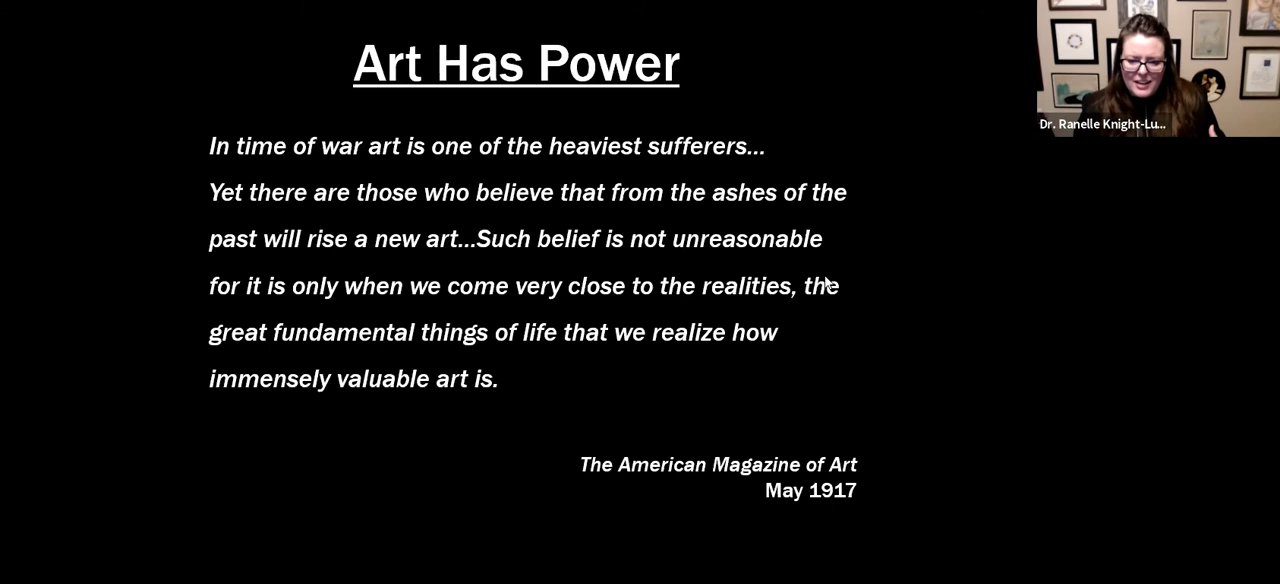 Art Has Power
In time of war art is one of the heaviest sufferers...
Yet there are those who believe that from the ashes of the
past will rise a new art...Such belief is not unreasonable
for it is only when we come very close to the realities, the
great fundamental things of life that we realize how
immensely valuable art is.
The American Magazine of Art
May 1917
Dr. Ranelle Knight-Lu...